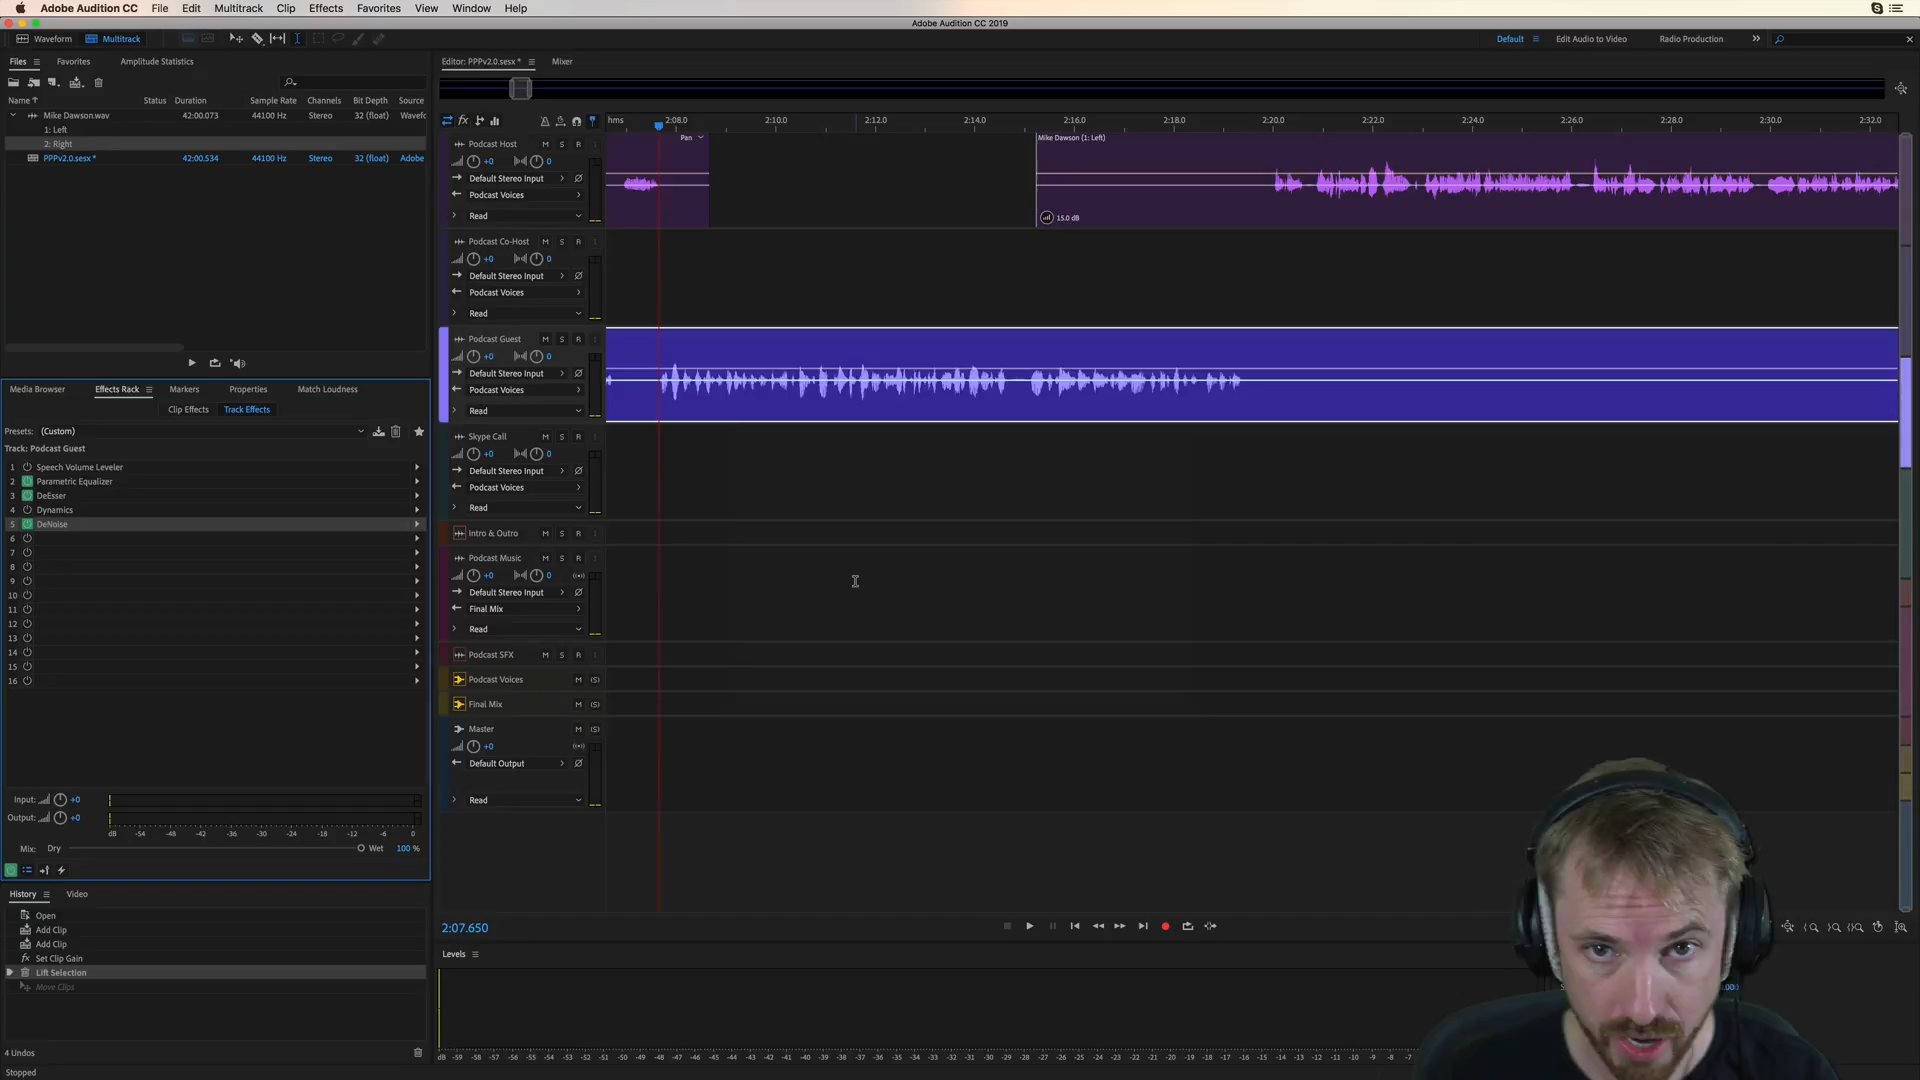 Adobe Audition CC File Edit Multitrack Clip Effects Favorites View Window Help
Adobe Audition CC 2019
Waveform Multitrack Default Edit Audio to Video Radio Production
Files Favorites Amplitude Statistics
Name Status Duration Sample Rate Channels Bit Depth Source
Mike Dawson.wav 42:00.073 44100 Hz Stereo 32 (float) Wavefo
1: Left
2: Right
PPPv2.0.sesx * 42:00.534 44100 Hz Stereo 32 (float) Adobe
Media Browser Effects Rack Markers Properties Match Loudness
Clip Effects Track Effects
Presets: (Custom)
Track: Podcast Guest
1 Speech Volume Leveler
2 Parametric Equalizer
3 DeEsser
4 Dynamics
5 DeNoise
6
7
8
9
10
11
12
13
14
15
16
Input: +0
Output: +0
dB -54 -48 -42 -36 -30 -24 -18 -12 -6 0
Mix: Dry Wet 100 %
History Video
Open
Add Clip
Add Clip
fx Set Clip Gain
Lift Selection
Move Clips
4 Undos
Stopped
Editor: PPPv2.0.sesx * Mixer
fx hms 2:08.0 2:10.0 2:12.0 2:14.0 2:16.0 2:18.0 2:20.0 2:22.0 2:24.0 2:26.0 2:28.0 2:30.0 2:32.0
Podcast Host M S R I
+0 0
Default Stereo Input
Podcast Voices
Read
Pan
Mike Dawson (1: Left)
15.0 dB
Podcast Co-Host M S R I
+0 0
Default Stereo Input
Podcast Voices
Read
Podcast Guest M S R I
+0 0
Default Stereo Input
Podcast Voices
Read
Skype Call M S R I
+0 0
Default Stereo Input
Podcast Voices
Read
Intro & Outro M S R I
Podcast Music M S R I
+0 0
Default Stereo Input
Final Mix
Read
Podcast SFX M S R I
Podcast Voices M (S)
Final Mix M (S)
Master M (S)
+0
Default Output
Read
2:07.650
Levels
dB -59 -58 -57 -56 -55 -54 -53 -52 -51 -50 -49 -48 -47 -46 -45 -44 -43 -42 -41 -40 -39 -38 -37 -36 -35 -34 -33 -32 -31 -30 -29 -28 -27 -26 -25 -24 -23 -22 -21 -20 -19 -18 -17 -16 -15 -14 -13 -12 -11 -10 -9 -8 -7